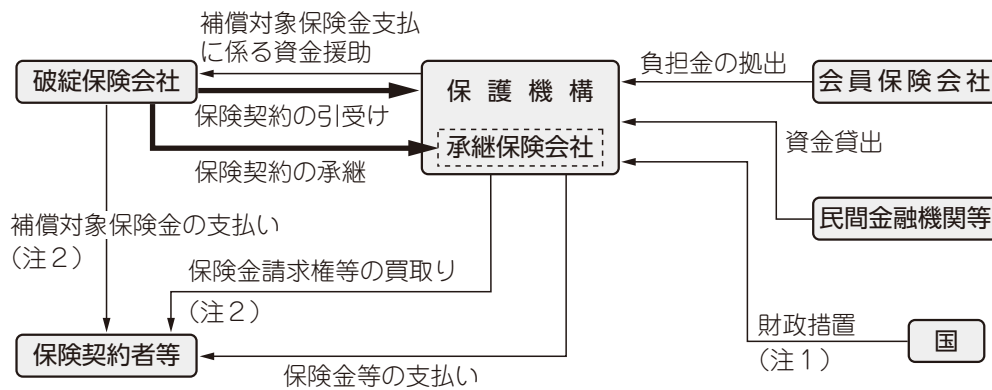 補償対象保険金支払
に係る資金援助
破綻保険会社
保護機構
負担金の拠出
会員保険会社
保険契約の引受け
承継保険会社
資金貸出
保険契約の承継
民間金融機関等
補償対象保険金の支払い
（注２）
保険金請求権等の買取り
（注２）
財政措置
（注１）
国
保険契約者等
保険金等の支払い